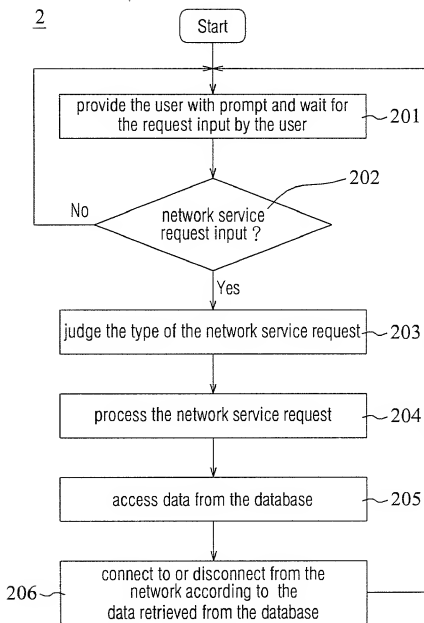 2
Start
provide the user with prompt and wait for
the request input by the user
201
202
No
network service
request input ?
Yes
judge the type of the network service request
203
process the network service request
204
access data from the database
205
connect to or disconnect from the
network according to the
data retrieved from the database
206